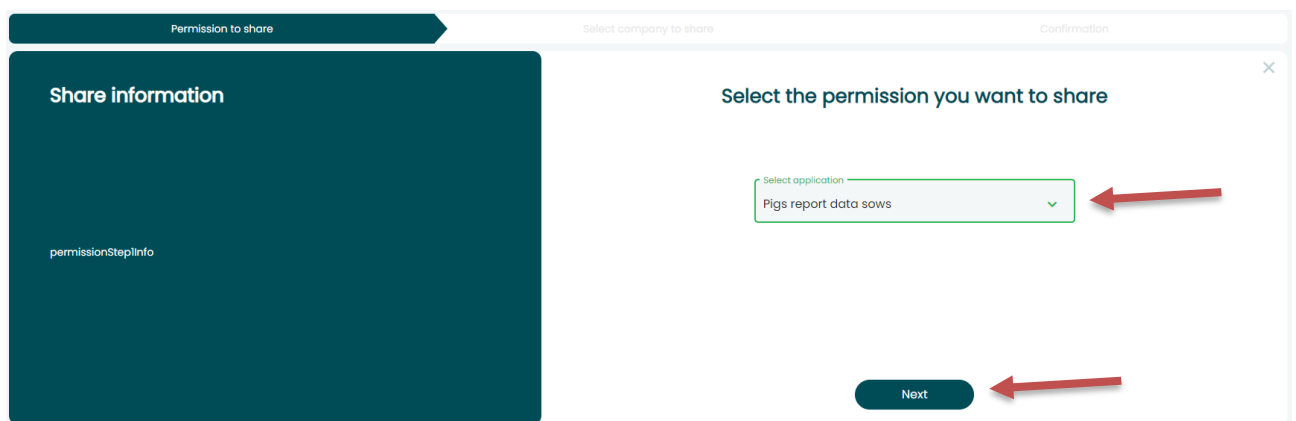 Permission to share
Select company to share
Confirmation
Share information
permissionStep1Info
Select the permission you want to share
Select application
Pigs report data sows
Next